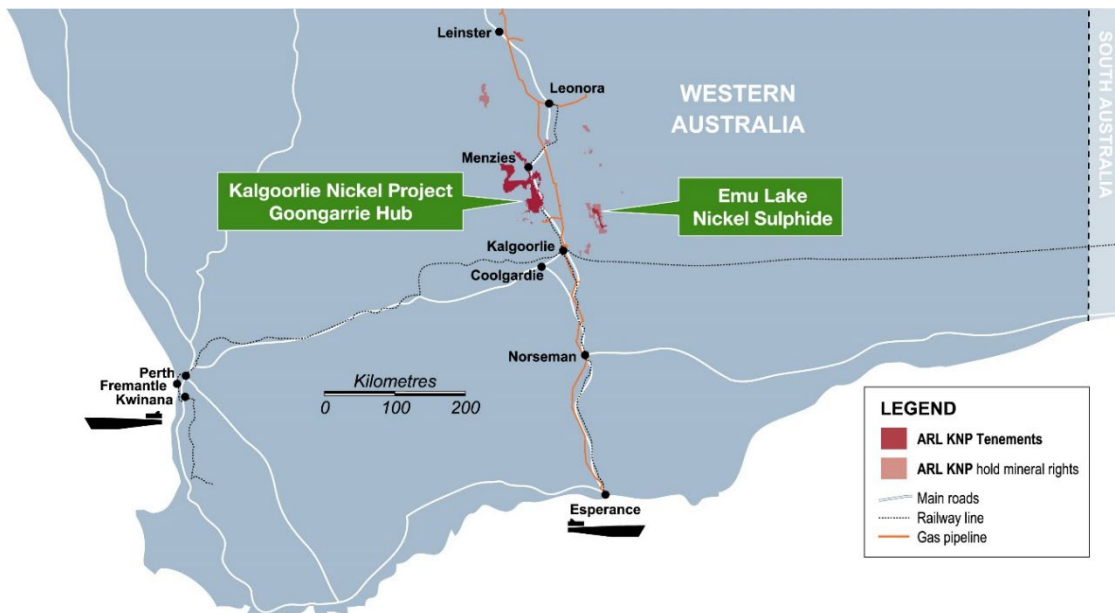 Leinster
Leonora
WESTERN
AUSTRALIA
SOUTH AUSTRALIA
Menzies
Kalgoorlie Nickel Project
Goongarrie Hub
Emu Lake
Nickel Sulphide
Kalgoorlie
Coolgardie
Norseman
Perth
Fremantle
Kwinana
Kilometres
0 100 200
Esperance
LEGEND
ARL KNP Tenements
ARL KNP hold mineral rights
Main roads
Railway line
Gas pipeline